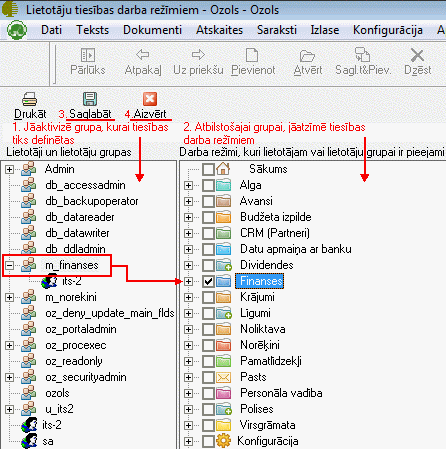 Lietotāju tiesības darba režīmiem - Ozols - Ozols
Dati Teksts Dokumenti Atskaites Saraksti Izlase Konfigurācija
Pārlūks Atpakaļ Uz priekšu Pievienot Atvērt Sagl.t&Piev. Dzēst
Drukāt 3.Saglabāt 4.Aizvērt
1. Jāaktivizē grupa, kurai tiesības
tiks definētas
2. Atbilstošajai grupai, jāatzīmē tiesības
darba režīmiem
Lietotāji un lietotāju grupas
Darba režīmi, kuri lietotājam vai lietotāju grupai ir pieejami
Admin
db_accessadmin
db_backupoperator
db_datareader
db_datawriter
db_ddladmin
m_finanses
its-2
m_norekini
oz_deny_update_main_flds
oz_portaladmin
oz_procexec
oz_readonly
oz_securityadmin
ozols
u_its2
its-2
sa
Sākums
Alga
Avansi
Budžeta izpilde
CRM (Partneri)
Datu apmaiņa ar banku
Dividendes
Finanses
Krājumi
Līgumi
Noliktava
Norēķini
Pamatlīdzekļi
Pasts
Personāla vadība
Polises
Virsgrāmata
Konfigurācija